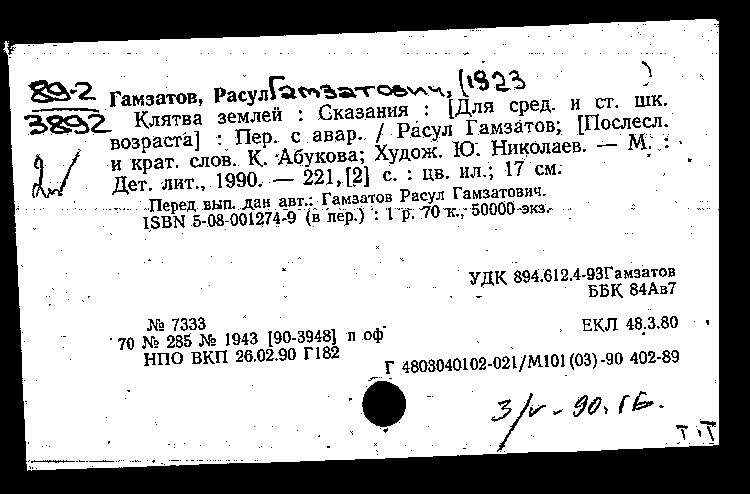 89-2 Гамзатов, Расул Гамзатович, (1923 )
3892 Клятва землей : Сказания : [Для сред. и ст. шк.
возраста] : Пер. с авар. / Расул Гамзатов; [Послесл.
и крат. слов. К. Абукова; Худож. Ю. Николаев. — М. :
Дет. лит., 1990. — 221,[2] с. : цв. ил.; 17 см.
Перед вып. дан авт.: Гамзатов Расул Гамзатович.
ISBN 5-08-001274-9 (в пер.) : 1 р. 70 к., 50000 экз.
УДК 894.612.4-93Гамзатов
ББК 84Ав7
№ 7333
70 № 285 № 1943 [90-3948] п оф ЕКЛ 48.3.80
НПО ВКП 26.02.90 Г182
Г 4803040102-021/М101(03)-90 402-89
3/V - 90. ГБ.